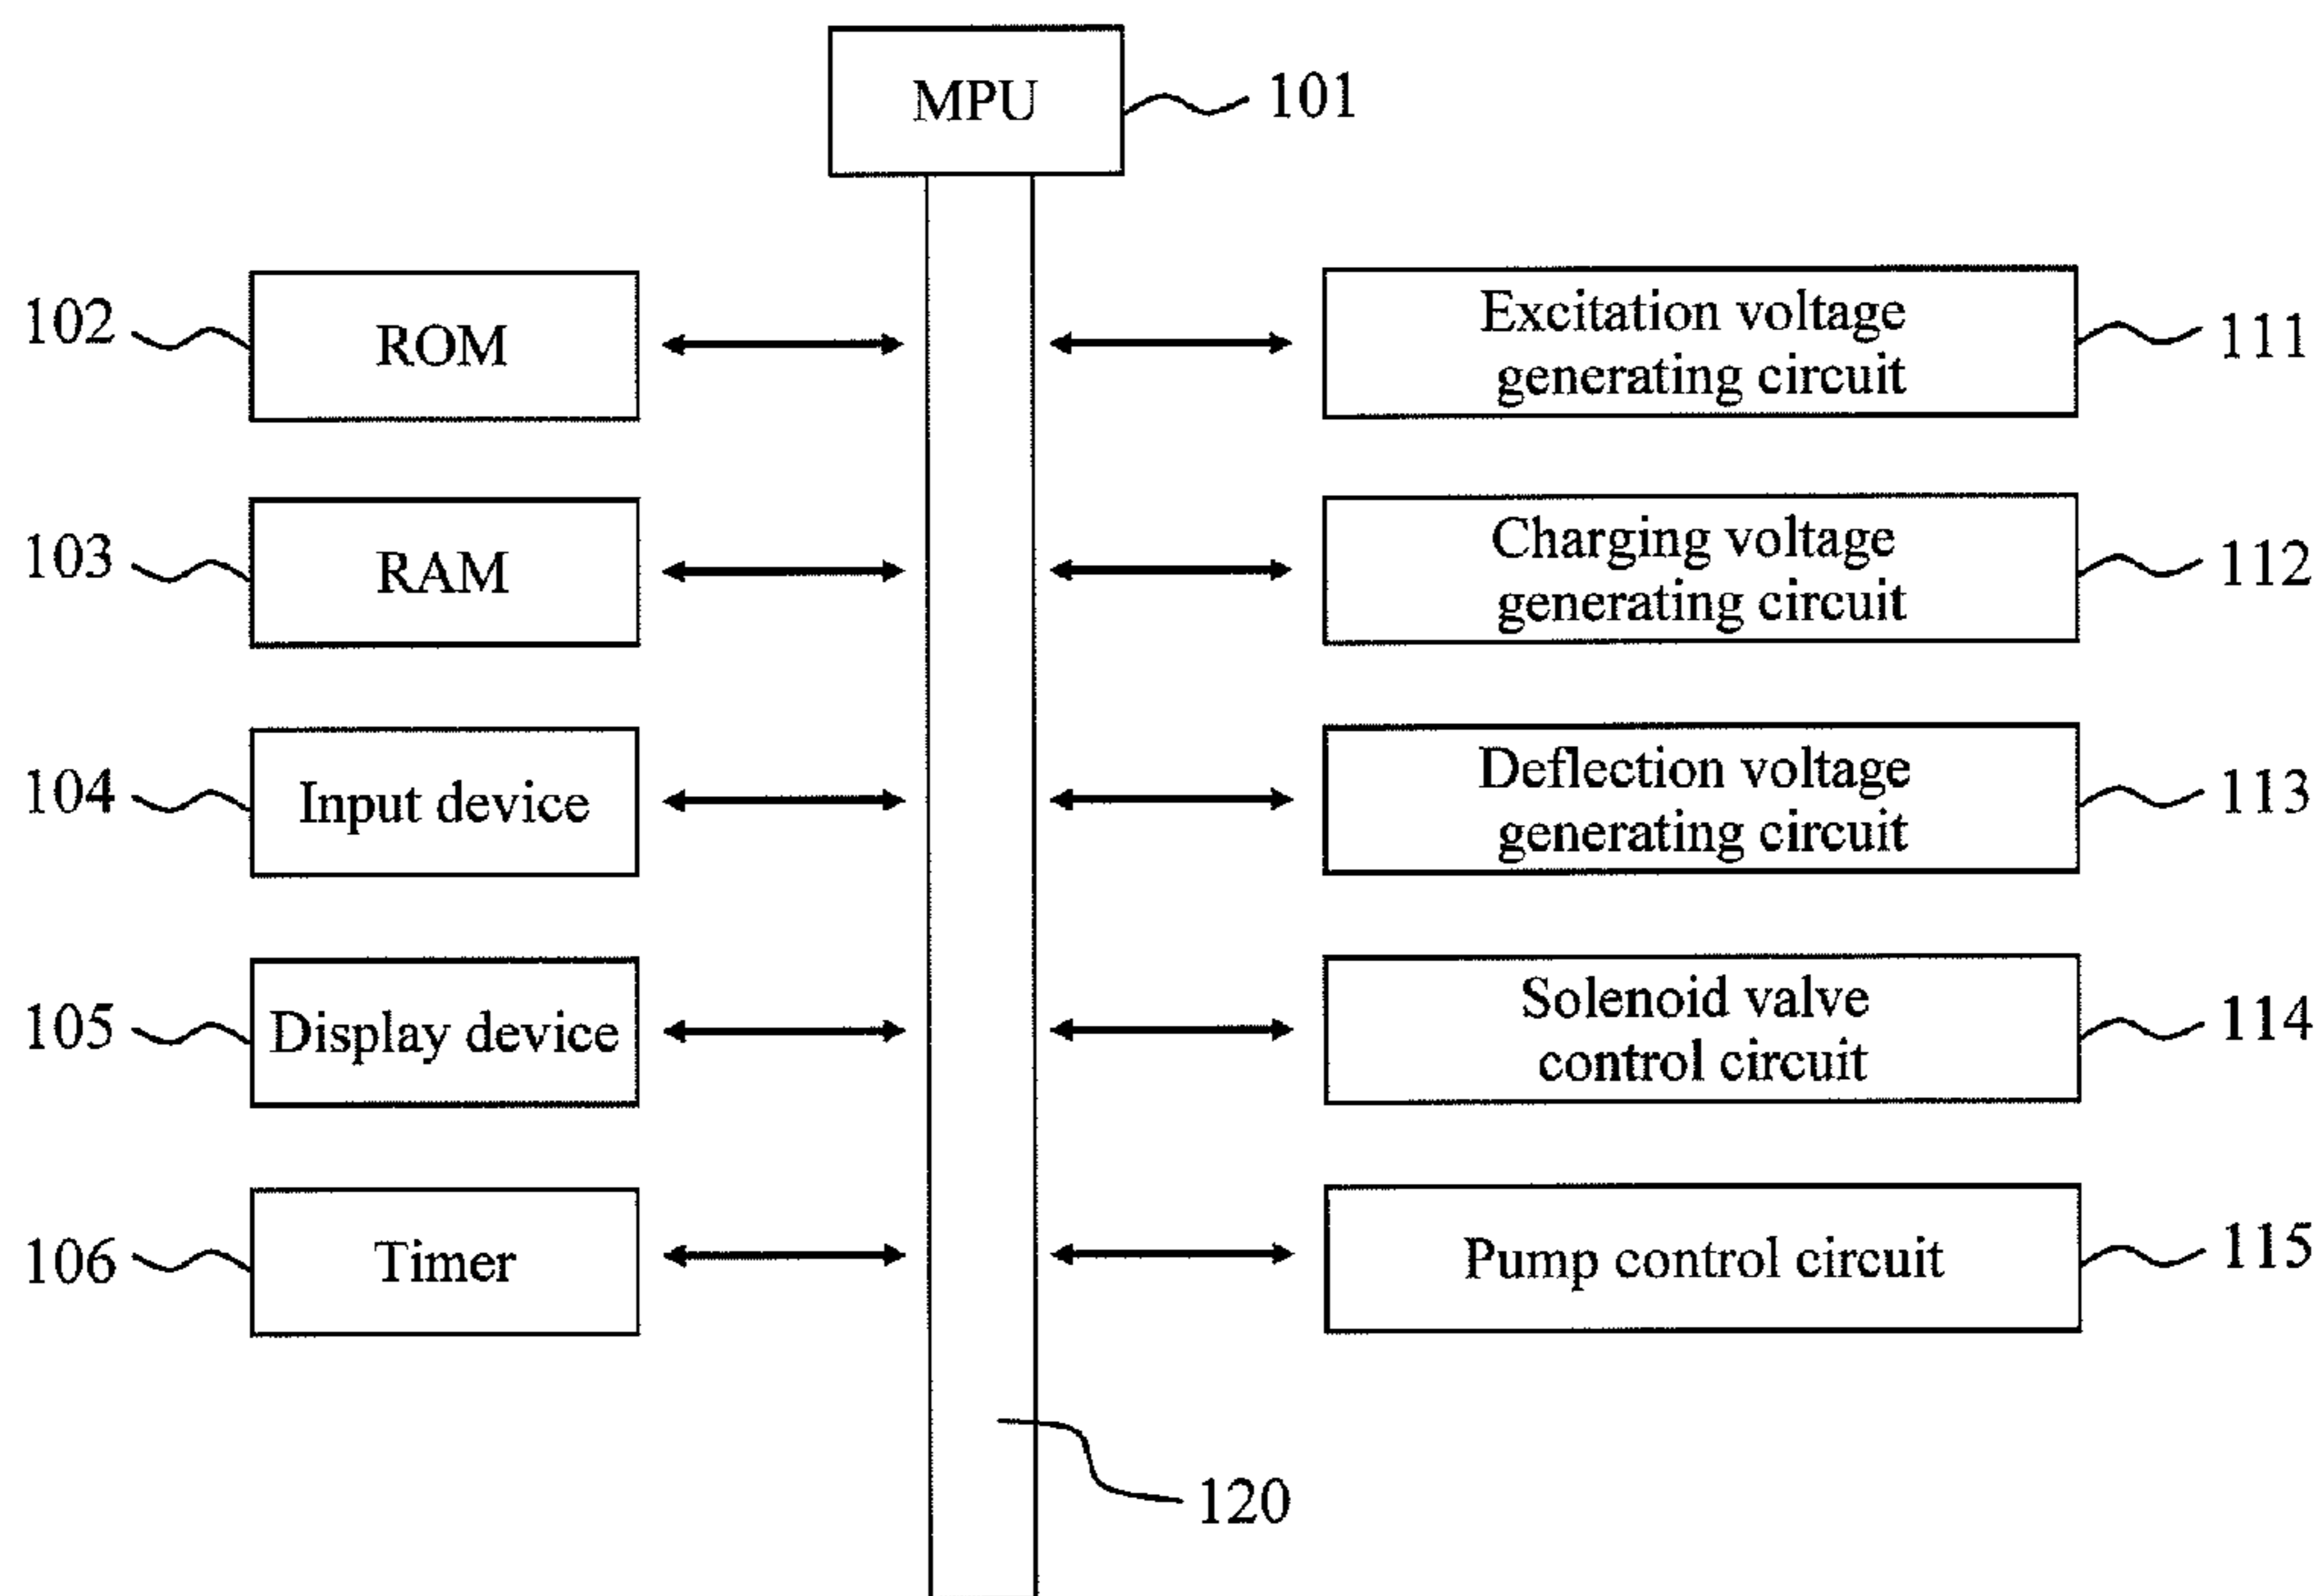 MPU
101
102
ROM
Excitation voltage
generating circuit
111
103
RAM
Charging voltage
generating circuit
112
104
Input device
Deflection voltage
generating circuit
113
105
Display device
Solenoid valve
control circuit
114
106
Timer
Pump control circuit
115
120